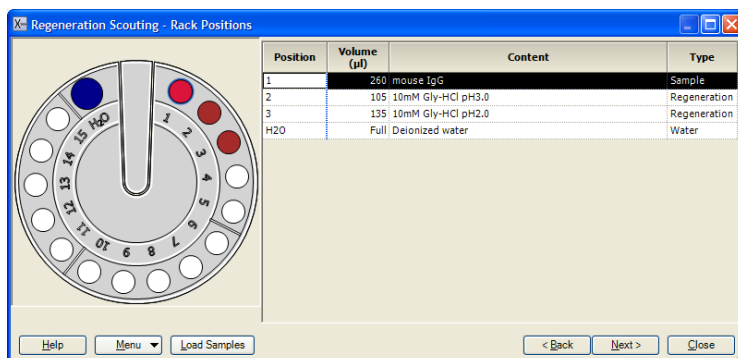 Regeneration Scouting - Rack Positions
Position Volume (µl) Content Type
1 260 mouse IgG Sample
2 105 10mM Gly-HCl pH3.0 Regeneration
3 135 10mM Gly-HCl pH2.0 Regeneration
H2O Full Deionized water Water
H₂O 1 2 3 4 5 6 7 8 9 10 11 12 13 14 15
Help Menu Load Samples < Back Next > Close